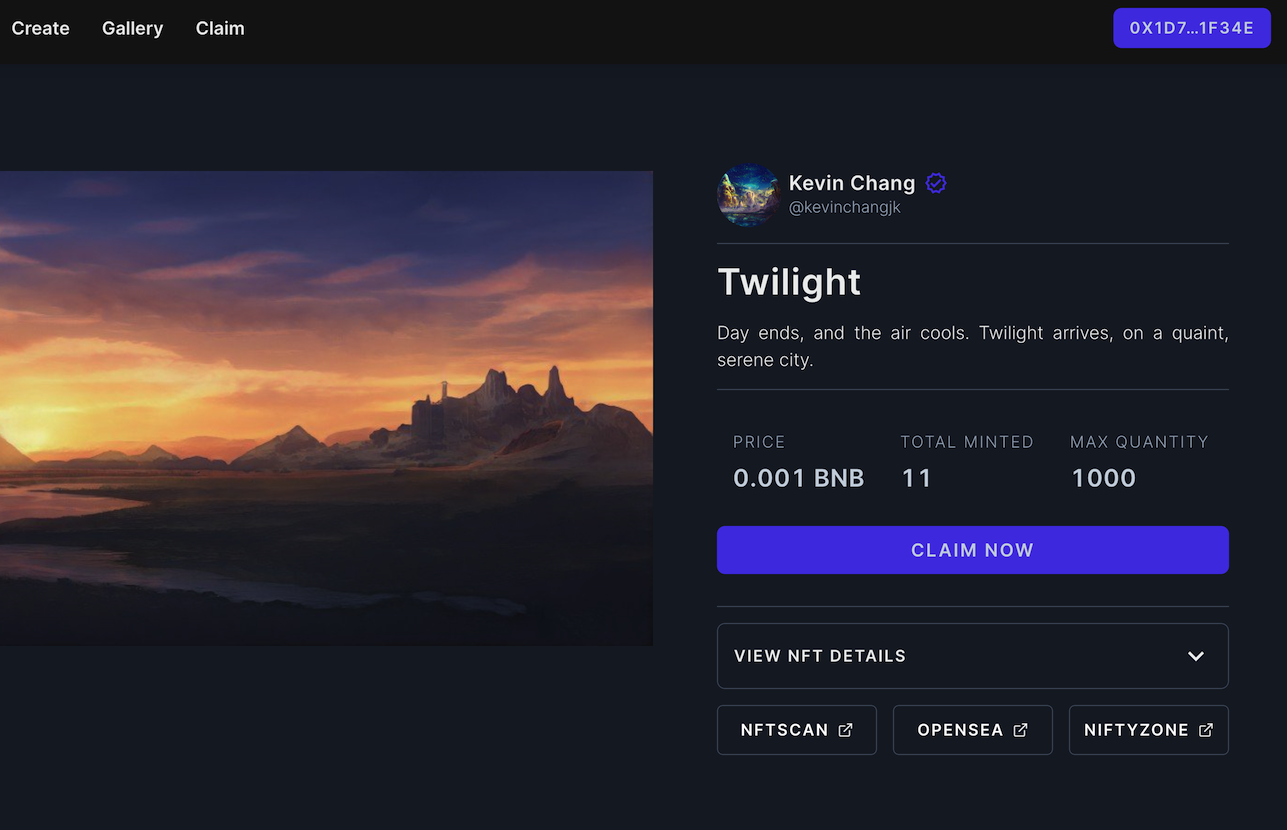 Create Gallery Claim 0X1D7...1F34E
Kevin Chang
@kevinchangjk
Twilight
Day ends, and the air cools. Twilight arrives, on a quaint,
serene city.
PRICE TOTAL MINTED MAX QUANTITY
0.001 BNB 11 1000
CLAIM NOW
VIEW NFT DETAILS
NFTSCAN OPENSEA NIFTYZONE